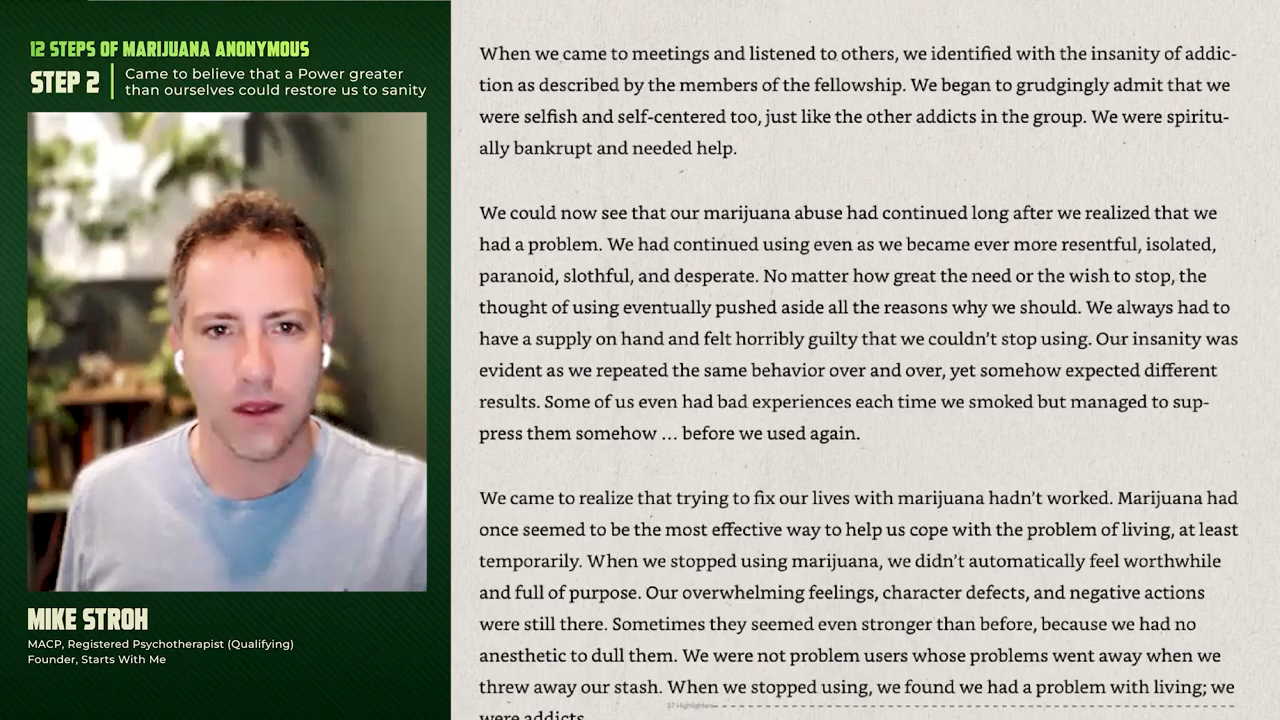 12 STEPS OF MARIJUANA ANONYMOUS
STEP 2
Came to believe that a Power greater
than ourselves could restore us to sanity
MIKE STROH
MACP, Registered Psychotherapist (Qualifying)
Founder, Starts With Me
When we came to meetings and listened to others, we identified with the insanity of addic-
tion as described by the members of the fellowship. We began to grudgingly admit that we
were selfish and self-centered too, just like the other addicts in the group. We were spiritu-
ally bankrupt and needed help.
We could now see that our marijuana abuse had continued long after we realized that we
had a problem. We had continued using even as we became ever more resentful, isolated,
paranoid, slothful, and desperate. No matter how great the need or the wish to stop, the
thought of using eventually pushed aside all the reasons why we should. We always had to
have a supply on hand and felt horribly guilty that we couldn't stop using. Our insanity was
evident as we repeated the same behavior over and over, yet somehow expected different
results. Some of us even had bad experiences each time we smoked but managed to sup-
press them somehow … before we used again.
We came to realize that trying to fix our lives with marijuana hadn't worked. Marijuana had
once seemed to be the most effective way to help us cope with the problem of living, at least
temporarily. When we stopped using marijuana, we didn't automatically feel worthwhile
and full of purpose. Our overwhelming feelings, character defects, and negative actions
were still there. Sometimes they seemed even stronger than before, because we had no
anesthetic to dull them. We were not problem users whose problems went away when we
threw away our stash. When we stopped using, we found we had a problem with living; we
37 Highlighters
were addicts.